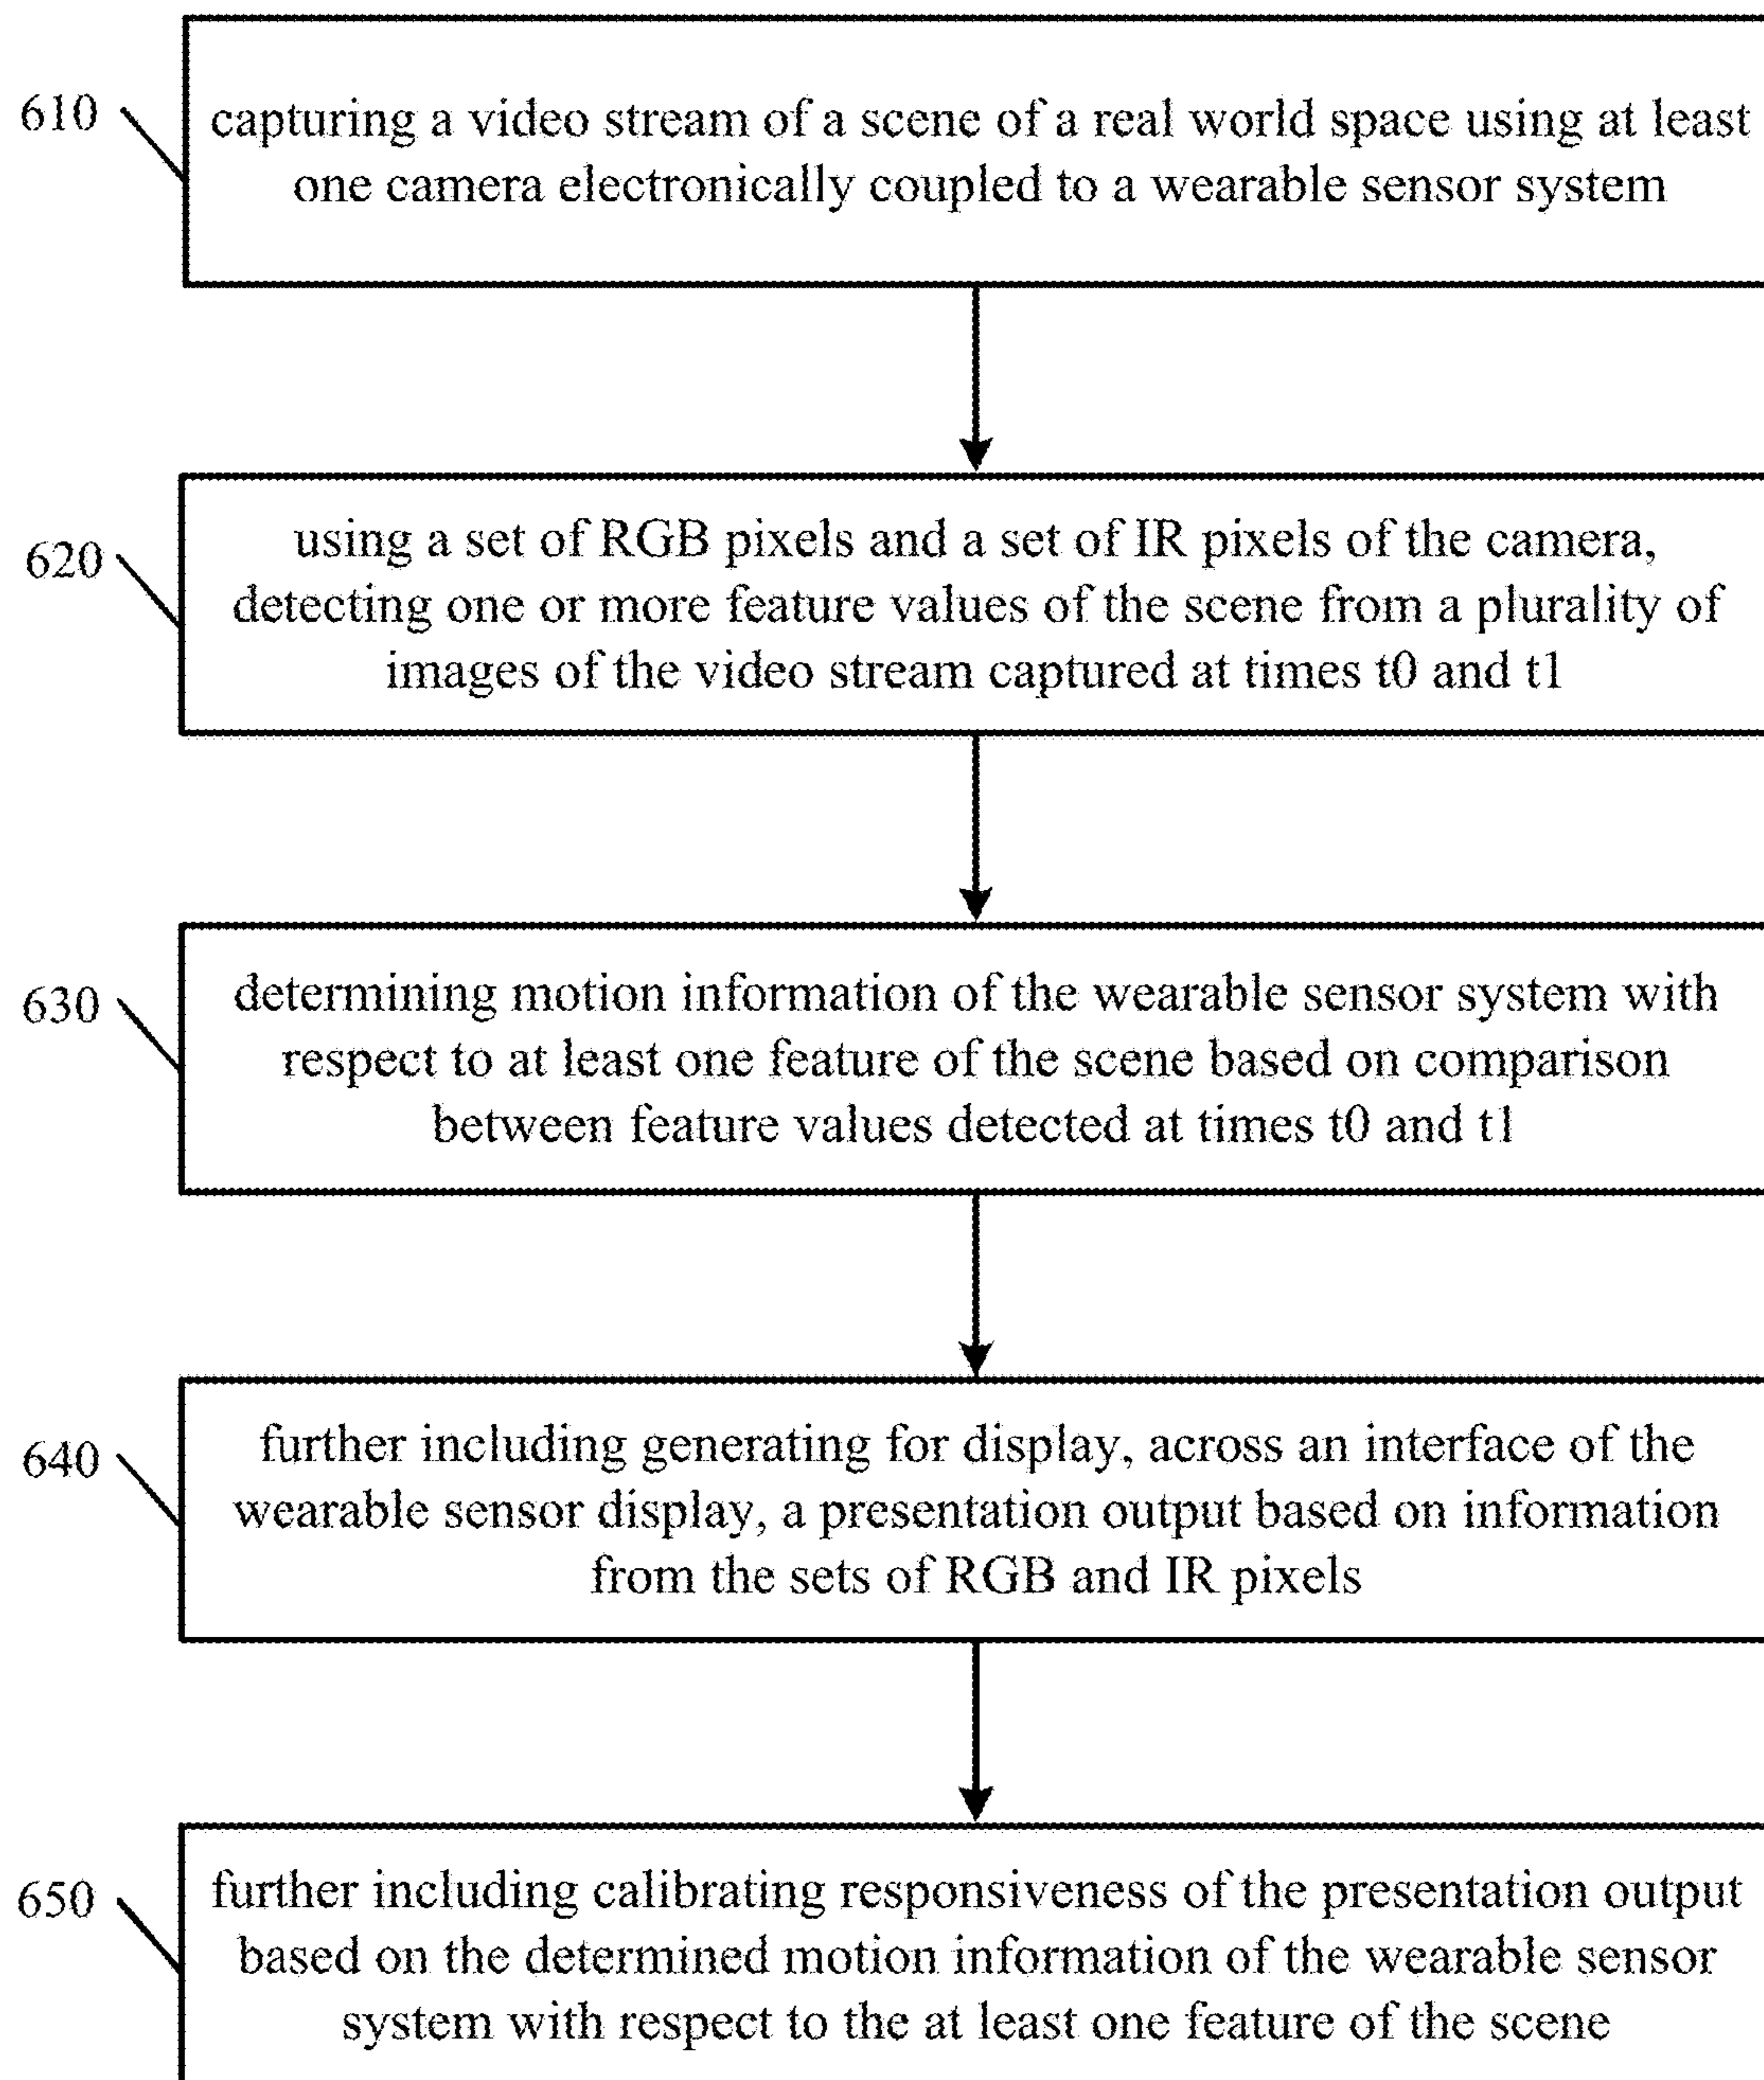 610
capturing a video stream of a scene of a real world space using at least
one camera electronically coupled to a wearable sensor system
620
using a set of RGB pixels and a set of IR pixels of the camera,
detecting one or more feature values of the scene from a plurality of
images of the video stream captured at times t0 and t1
630
determining motion information of the wearable sensor system with
respect to at least one feature of the scene based on comparison
between feature values detected at times t0 and t1
640
further including generating for display, across an interface of the
wearable sensor display, a presentation output based on information
from the sets of RGB and IR pixels
650
further including calibrating responsiveness of the presentation output
based on the determined motion information of the wearable sensor
system with respect to the at least one feature of the scene